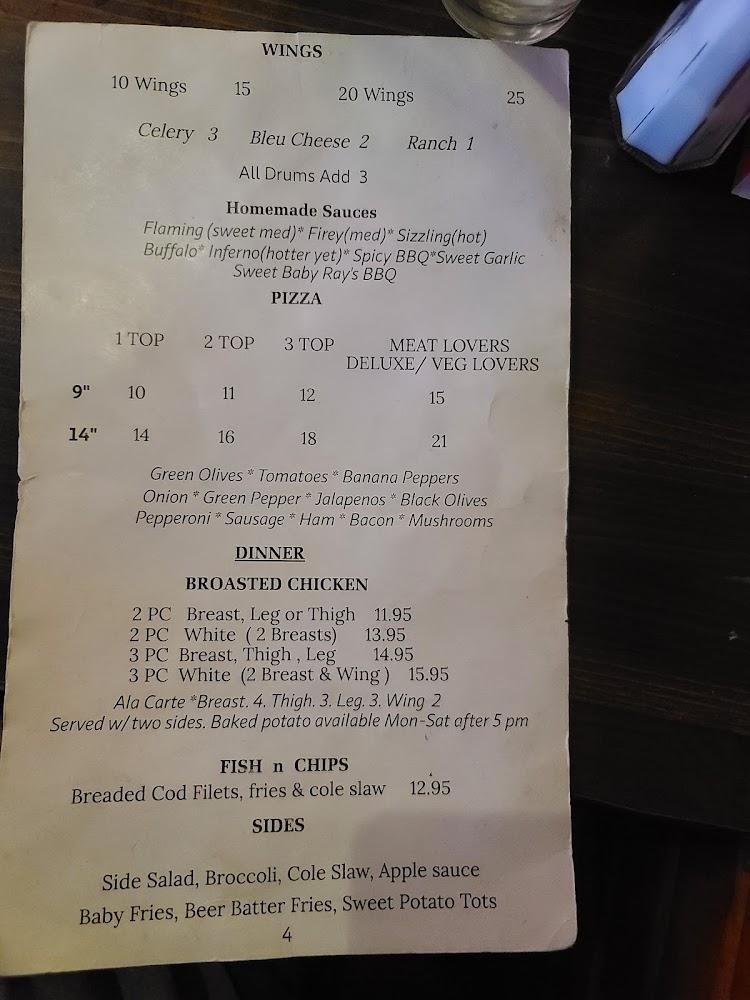 WINGS
10 Wings 15 20 Wings 25
Celery 3 Bleu Cheese 2 Ranch 1
All Drums Add 3
Homemade Sauces
Flaming (sweet med)* Firey(med)* Sizzling(hot)
Buffalo* Inferno(hotter yet)* Spicy BBQ*Sweet Garlic
Sweet Baby Ray's BBQ
PIZZA
1 TOP 2 TOP 3 TOP MEAT LOVERS
DELUXE/ VEG LOVERS
9" 10 11 12 15
14" 14 16 18 21
Green Olives * Tomatoes * Banana Peppers
Onion * Green Pepper * Jalapenos * Black Olives
Pepperoni * Sausage * Ham * Bacon * Mushrooms
DINNER
BROASTED CHICKEN
2 PC Breast, Leg or Thigh 11.95
2 PC White ( 2 Breasts) 13.95
3 PC Breast, Thigh , Leg 14.95
3 PC White (2 Breast & Wing ) 15.95
Ala Carte *Breast. 4. Thigh. 3. Leg. 3. Wing 2
Served w/ two sides. Baked potato available Mon-Sat after 5 pm
FISH n CHIPS
Breaded Cod Filets, fries & cole slaw 12.95
SIDES
Side Salad, Broccoli, Cole Slaw, Apple sauce
Baby Fries, Beer Batter Fries, Sweet Potato Tots
4